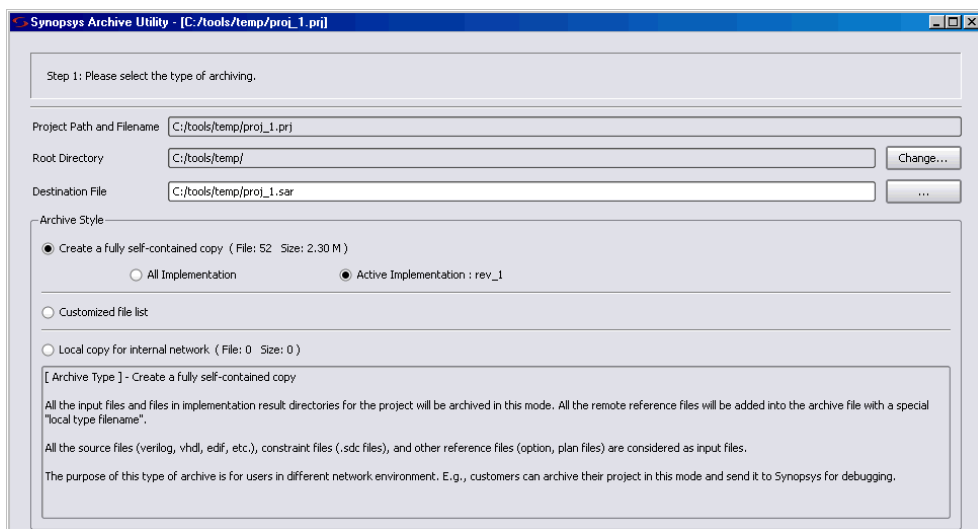 Synopsys Archive Utility - [C:/tools/temp/proj_1.prj]
Step 1: Please select the type of archiving.
Project Path and Filename C:/tools/temp/proj_1.prj
Root Directory C:/tools/temp/ Change...
Destination File C:/tools/temp/proj_1.sar ...
Archive Style
Create a fully self-contained copy ( File: 52 Size: 2.30 M )
All Implementation Active Implementation : rev_1
Customized file list
Local copy for internal network ( File: 0 Size: 0 )
[ Archive Type ] - Create a fully self-contained copy
All the input files and files in implementation result directories for the project will be archived in this mode. All the remote reference files will be added into the archive file with a special
"local type filename".
All the source files (verilog, vhdl, edif, etc.), constraint files (.sdc files), and other reference files (option, plan files) are considered as input files.
The purpose of this type of archive is for users in different network environment. E.g., customers can archive their project in this mode and send it to Synopsys for debugging.